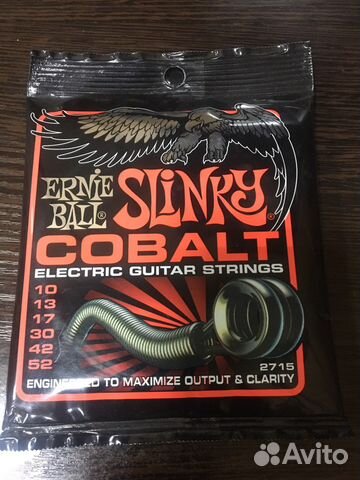 ERNIE BALL® SLINKY®
COBALT
ELECTRIC GUITAR STRINGS
10
13
17
30
42
52
2715
ENGINEERED TO MAXIMIZE OUTPUT & CLARITY
Avito